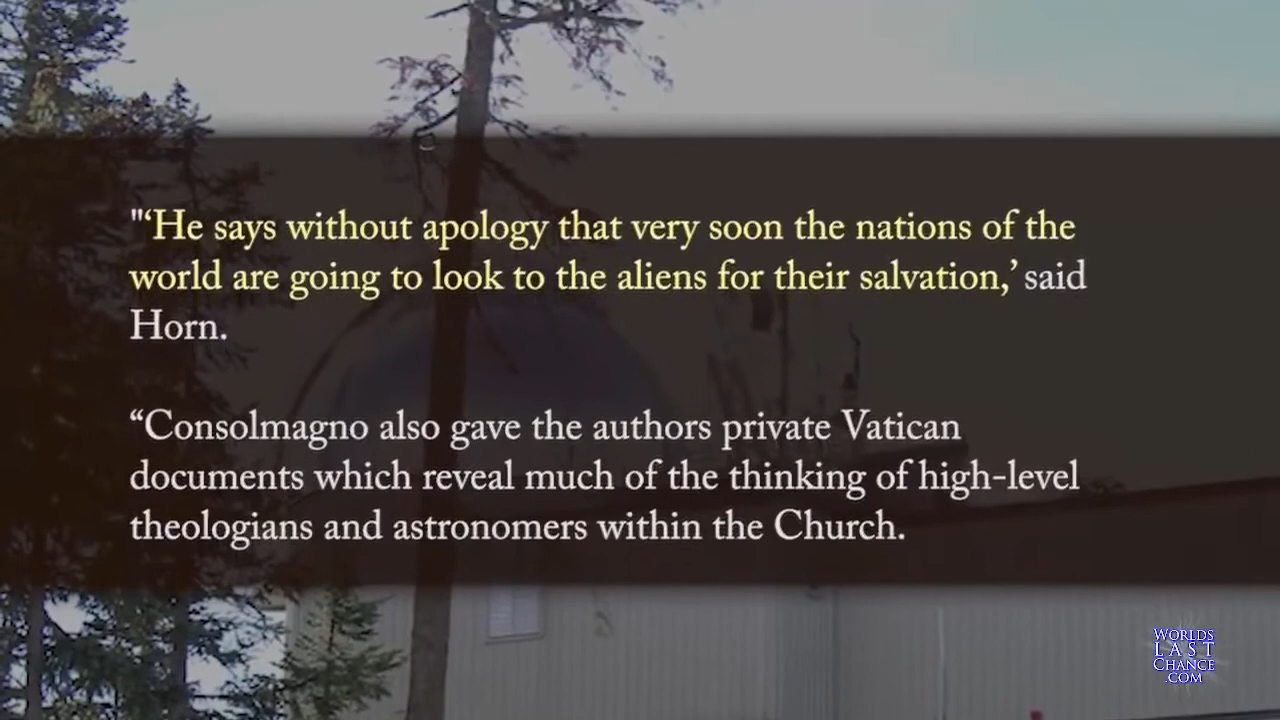 "‘He says without apology that very soon the nations of the
world are going to look to the aliens for their salvation,’ said
Horn.
“Consolmagno also gave the authors private Vatican
documents which reveal much of the thinking of high-level
theologians and astronomers within the Church.
WORLDS
LAST
CHANCE
.COM